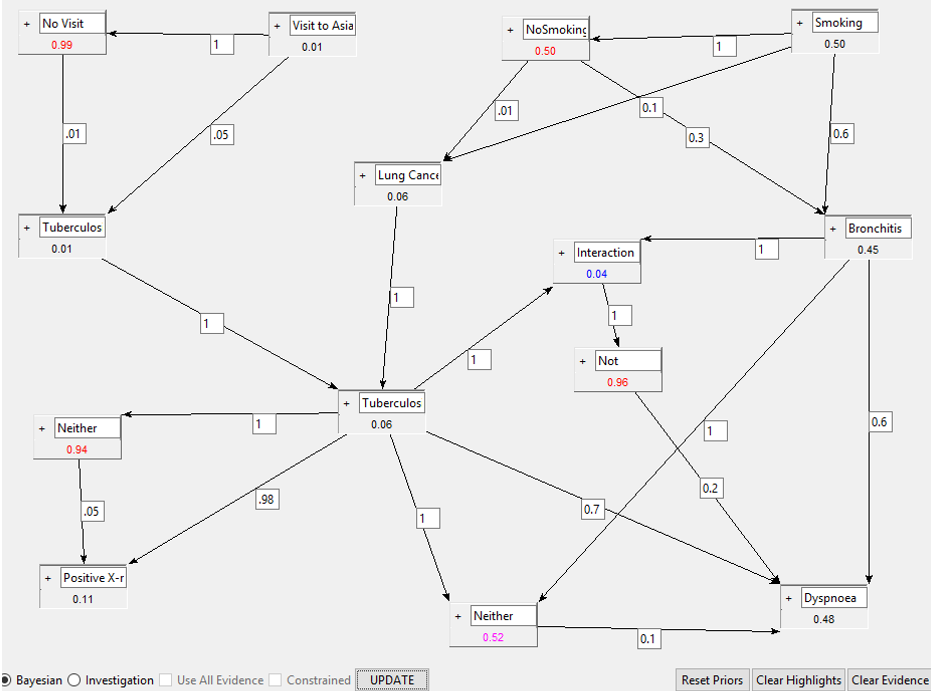 + No Visit
0.99
+ Visit to Asia
0.01
1
+ NoSmoking
0.50
+ Smoking
0.50
1
.01
.05
.01
0.1
0.3
0.6
+ Lung Cance
0.06
+ Tuberculos
0.01
+ Interaction
0.04
1
+ Bronchitis
0.45
1
1
1
1
+ Not
0.96
+ Tuberculos
0.06
+ Neither
0.94
1
1
0.6
.05
.98
1
0.7
0.2
+ Positive X-r
0.11
+ Neither
0.52
0.1
+ Dyspnoea
0.48
Bayesian Investigation Use All Evidence Constrained UPDATE Reset Priors Clear Highlights Clear Evidence